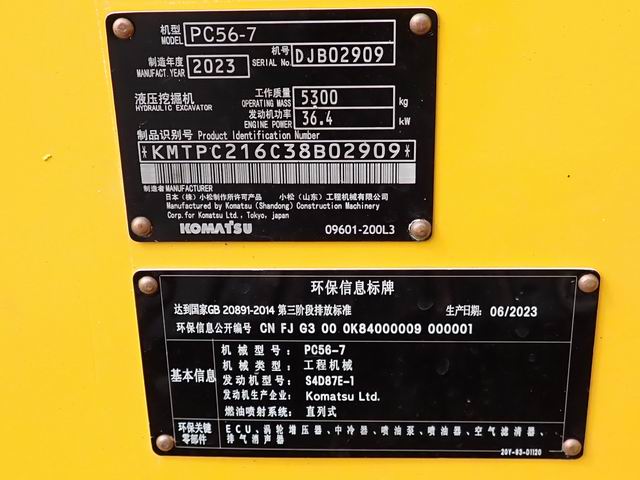 机型 MODEL PC56-7
制造年度 MANUFACT. YEAR 2023 机号 SERIAL No. DJB02909
液压挖掘机 HYDRAULIC EXCAVATOR
工作质量 OPERATING MASS 5300 kg
发动机功率 ENGINE POWER 36.4 kW
制品识别号 Product Identification Number
*KMTPC216C38B02909*
制造者 MANUFACTURER
日本（株）小松制作所许可产品 小松（山东）工程机械有限公司
Manufactured by Komatsu (Shandong) Construction Machinery
Corp. for Komatsu Ltd., Tokyo, japan
KOMATSU 09601-200L3
环保信息标牌
达到国家GB 20891-2014 第三阶段排放标准 生产日期: 06/2023
环保信息公开编号 CN FJ G3 00 0K84000009 000001
基本信息
机械型号: PC56-7
机械类型: 工程机械
发动机型号: S4D87E-1
发动机生产企业: Komatsu Ltd.
燃油喷射系统: 直列式
环保关键零部件 ECU、涡轮增压器、中冷器、喷油泵、喷油器、空气滤清器、
排气消声器
20Y-93-D1120